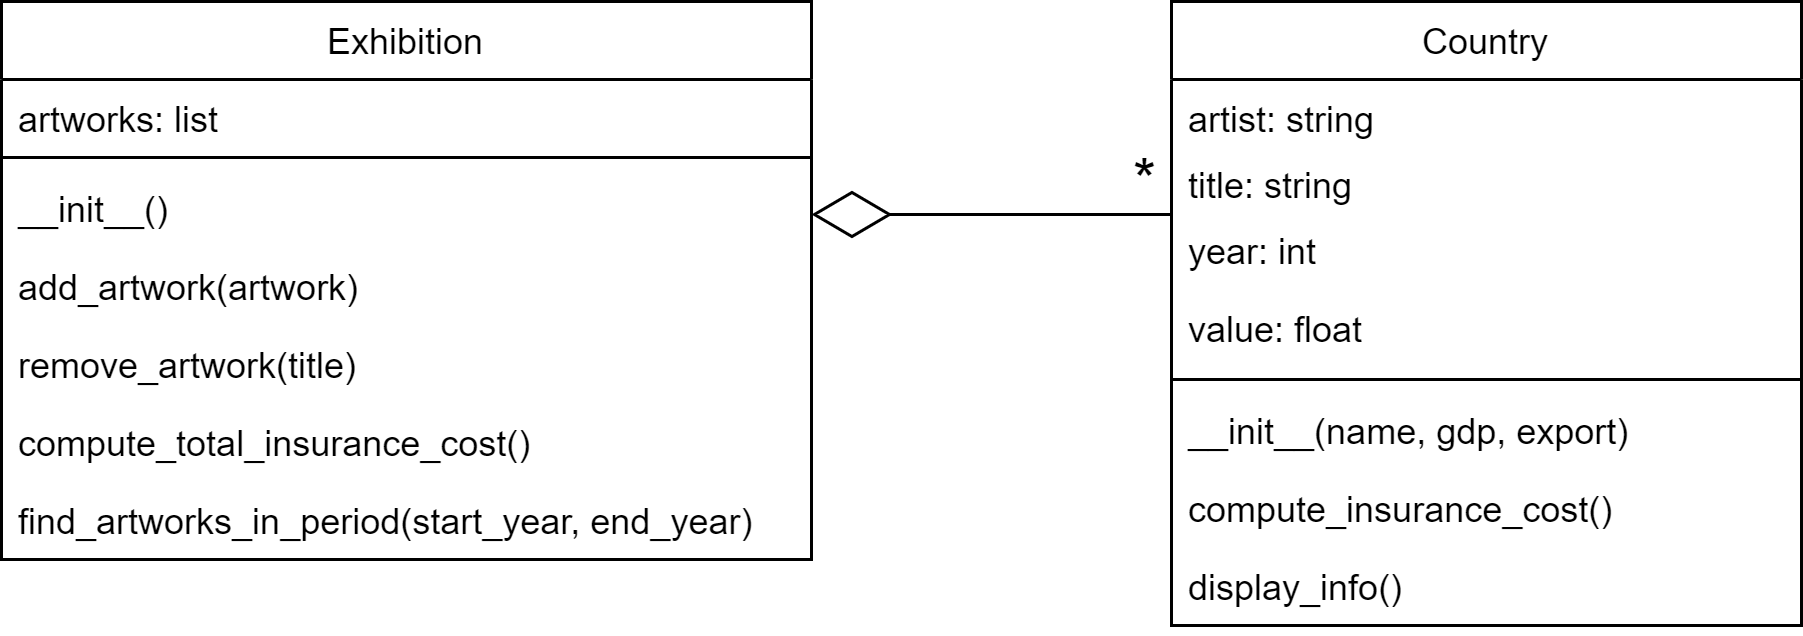 Exhibition
artworks: list
__init__()
add_artwork(artwork)
remove_artwork(title)
compute_total_insurance_cost()
find_artworks_in_period(start_year, end_year)
*
Country
artist: string
title: string
year: int
value: float
__init__(name, gdp, export)
compute_insurance_cost()
display_info()